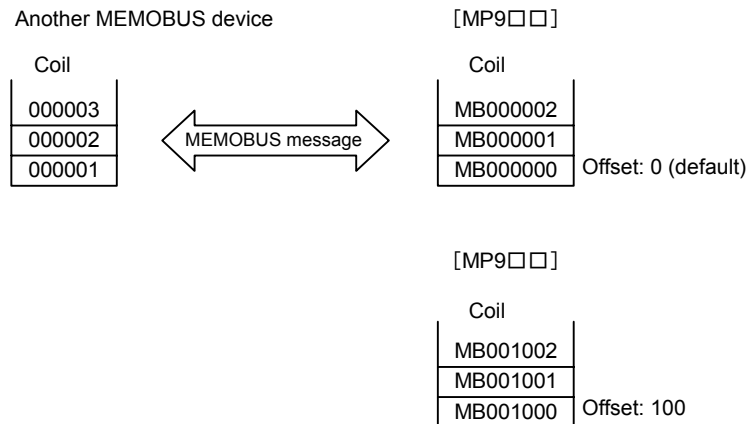 Another MEMOBUS device
[MP9□□]
Coil
Coil
000003
000002
000001
MEMOBUS message
MB000002
MB000001
MB000000
Offset: 0 (default)
[MP9□□]
Coil
MB001002
MB001001
MB001000
Offset: 100